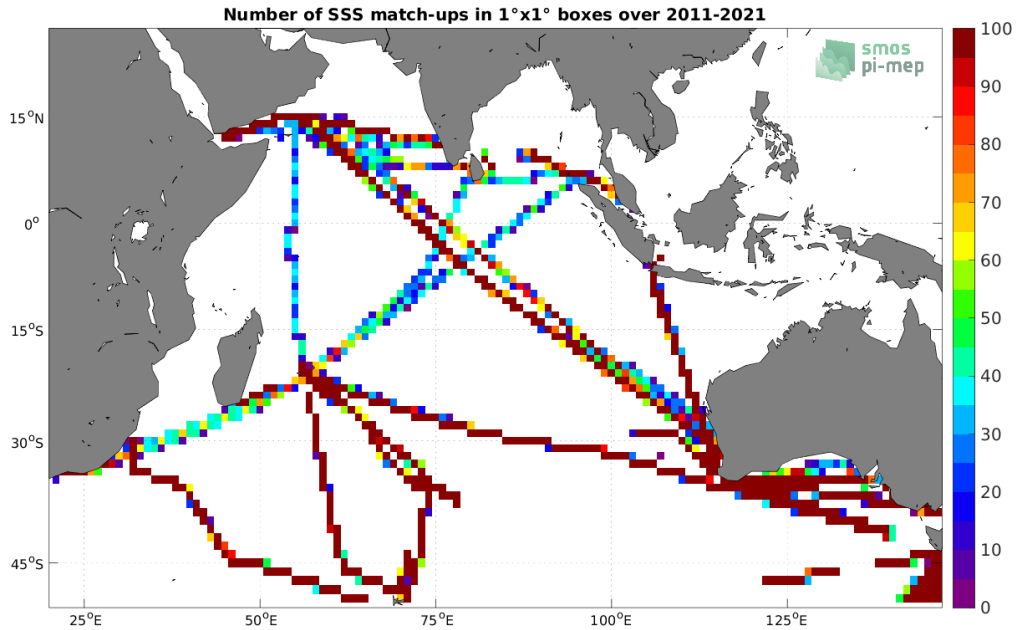 Number of SSS match-ups in 1°x1° boxes over 2011-2021
smos
pi-mep
15°N
0°
15°S
30°S
45°S
25°E
50°E
75°E
100°E
125°E
100
90
80
70
60
50
40
30
20
10
0